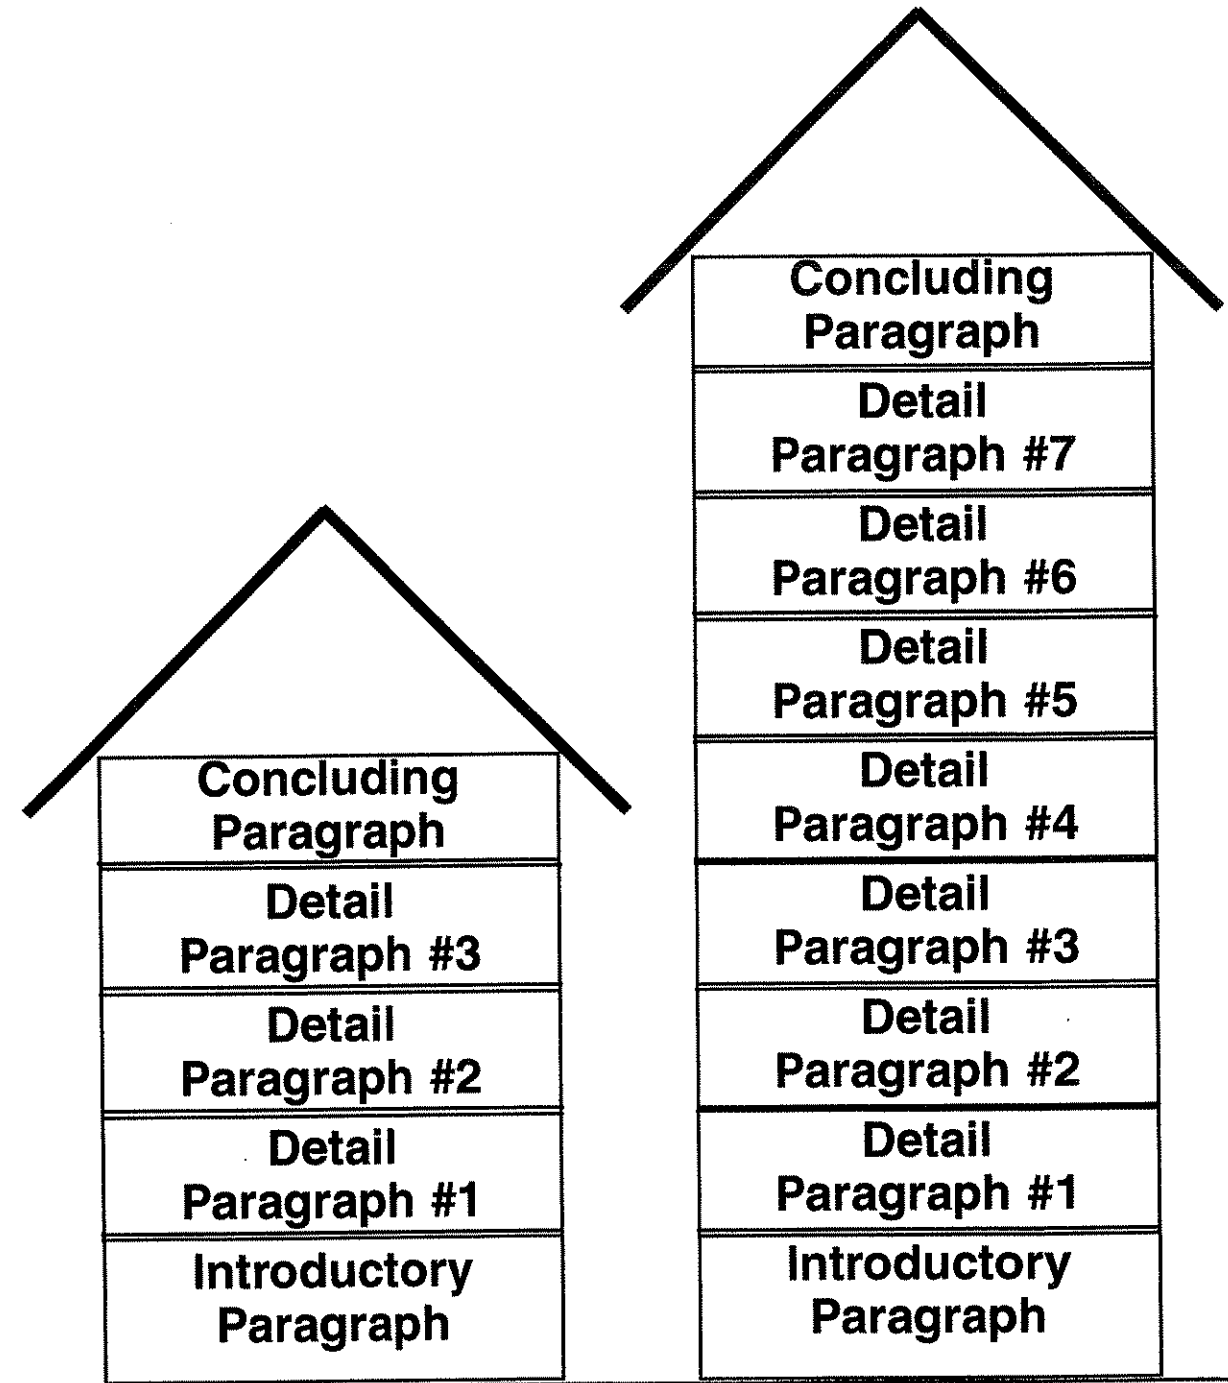 Concluding
Paragraph
Detail
Paragraph #3
Detail
Paragraph #2
Detail
Paragraph #1
Introductory
Paragraph
Concluding
Paragraph
Detail
Paragraph #7
Detail
Paragraph #6
Detail
Paragraph #5
Detail
Paragraph #4
Detail
Paragraph #3
Detail
Paragraph #2
Detail
Paragraph #1
Introductory
Paragraph